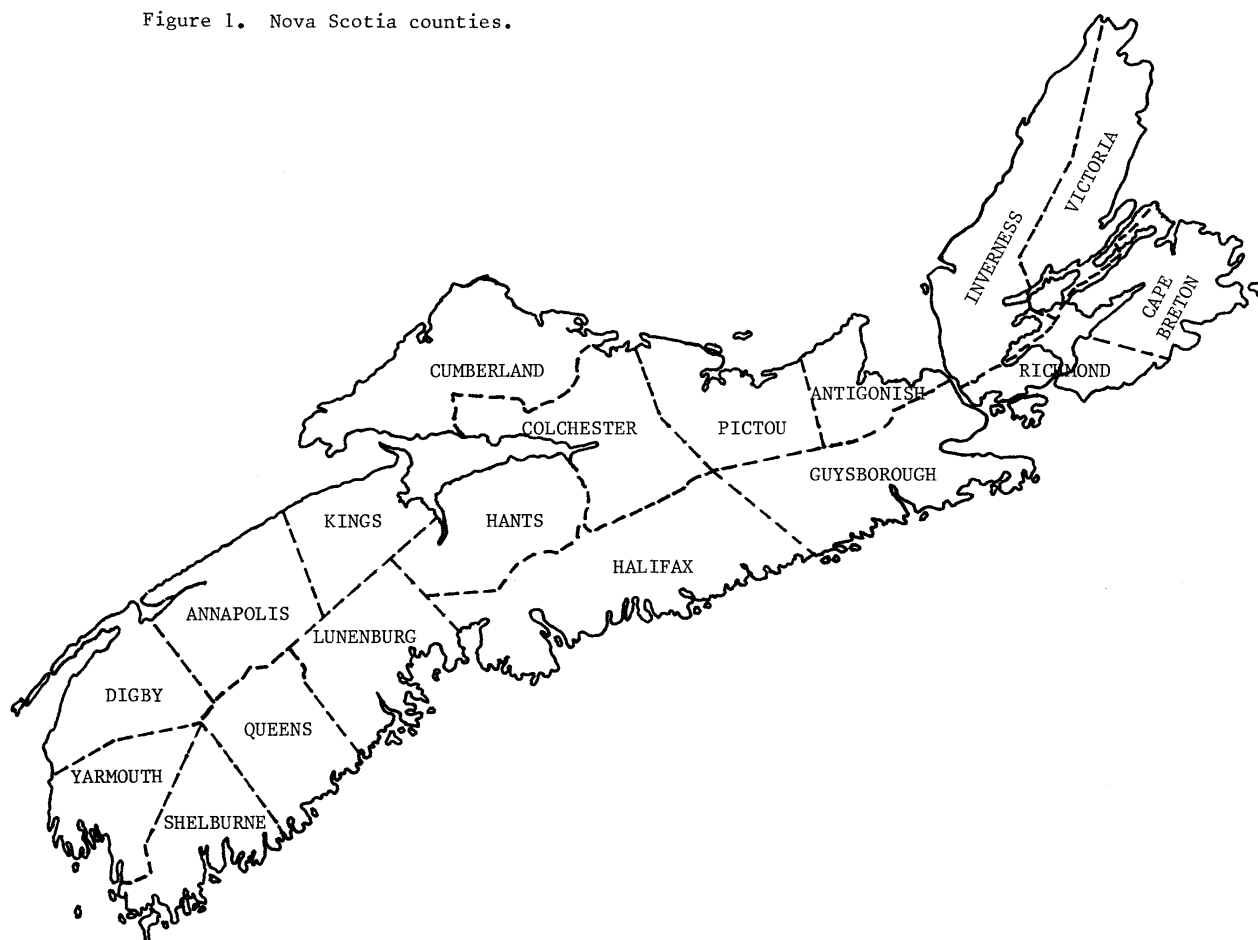 Figure 1. Nova Scotia counties.
VICTORIA
INVERNESS
CAPE
BRETON
CUMBERLAND
RICHMOND
ANTIGONISH
COLCHESTER
PICTOU
GUYSBOROUGH
KINGS
HANTS
HALIFAX
ANNAPOLIS
LUNENBURG
DIGBY
QUEENS
YARMOUTH
SHELBURNE